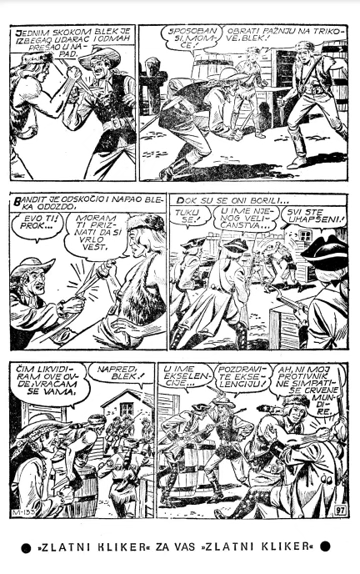 JEDNIM SKOKOM BLEK JE
IZBEGAO UDARAC I ODMAH
PREŠAO U NA-
PAD.
SPOSOBAN
SI, MOM-
ČE!
OBRATI PAŽNJU NA TRIKO-
VE, BLEK!
BANDIT JE ODSKOČIO I NAPAO BLE-
KA ODOZDO.
EVO TI!
PROK...
MORAM
TI PRIZ-
NATI DA SI
VRLO
VEŠT.
DOK SU SE ONI BORILI...
TUKU
SE!
U IME NJE-
NOG VELI-
ČANSTVA...
SVI STE
UHAPŠENI!
ČIM LIKVIDI-
RAM OVE OV-
DE, VRAĆAM
SE VAMA,
NAPRED,
BLEK!
U IME
EKSELEN-
CIJE...
POZDRAVI-
TE EKSE-
LENCIJU!
AH, NI MOJ
PROTIVNIK
NE SIMPATI-
ŠE CRVENE
MUN-
DI-
RE.
M-153
97
● »ZLATNI KLIKER« ZA VAS »ZLATNI KLIKER« ●